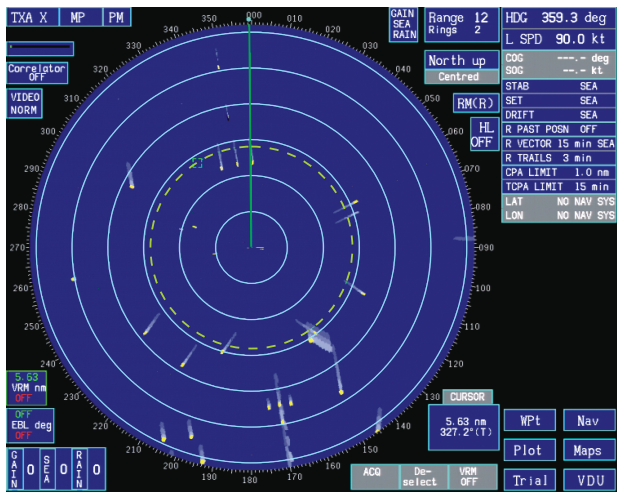 TXA X MP PM
GAIN
SEA
RAIN
Range 12
Rings 2
HDG 359.3 deg
L SPD 90.0 kt
COG ---.- deg
SOG ---.- kt
STAB SEA
SET SEA
DRIFT SEA
R PAST POSN OFF
R VECTOR 15 min SEA
R TRAILS 3 min
CPA LIMIT 1.0 nm
TCPA LIMIT 15 min
LAT NO NAV SYS
LON NO NAV SYS
North up
Centred
RM(R)
HL
OFF
Correlator
OFF
VIDEO
NORM
350 000 010
340 020
330 030
320 040
310 050
300 060
290 070
280 080
270 090
260 100
250 110
240 120
230 130
220 140
210 150
200 190 180 170 160
5.63
VRM nm
OFF
OFF
EBL deg
OFF
GAIN 0 SEA 0 RAIN 0
CURSOR
5.63 nm
327.2°(T)
ACQ
De-
select
VRM
OFF
WPt Nav
Plot Maps
Trial VDU